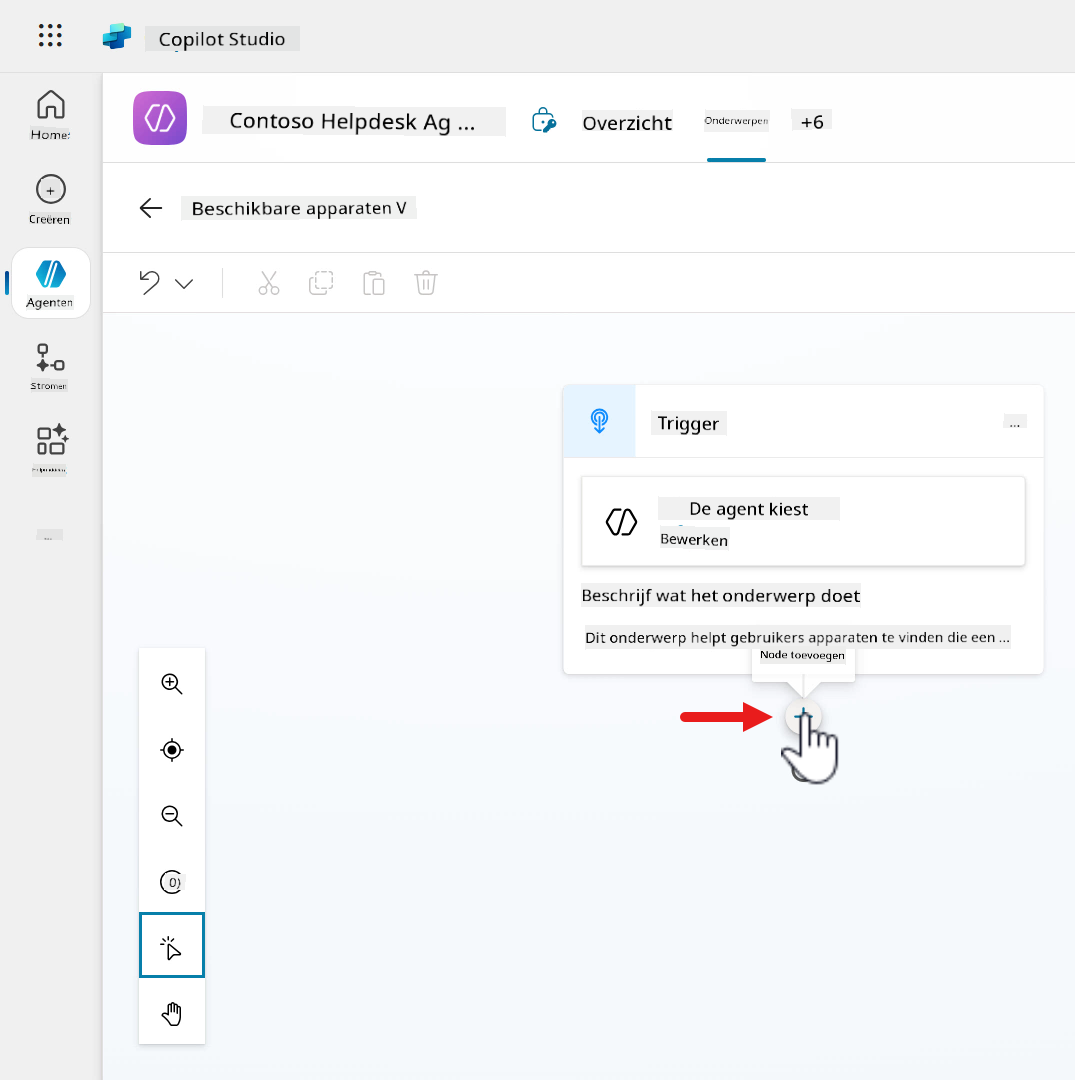 Copilot Studio
Home
Contoso Helpdesk Ag ...
Overzicht
Onderwerpen
+6
Creëren
Beschikbare apparaten V
Agenten
Stromen
Trigger
...
De agent kiest
Bewerken
Beschrijf wat het onderwerp doet
Dit onderwerp helpt gebruikers apparaten te vinden die een ...
Node toevoegen
...